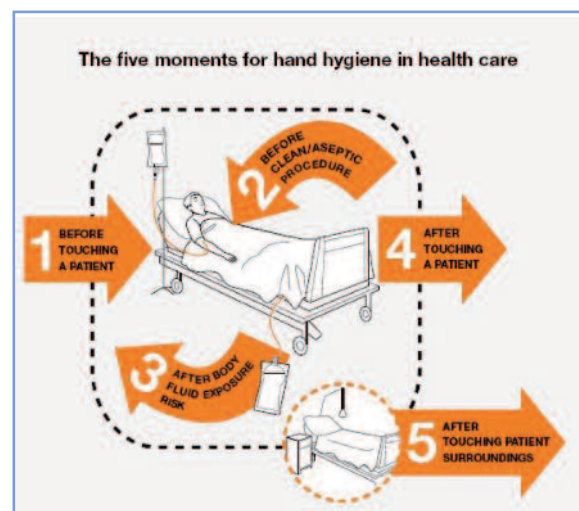 The five moments for hand hygiene in health care
1
BEFORE
TOUCHING
A PATIENT
2
BEFORE
CLEAN/ASEPTIC
PROCEDURE
3
AFTER BODY
FLUID EXPOSURE
RISK
4
AFTER
TOUCHING
A PATIENT
5
AFTER
TOUCHING PATIENT
SURROUNDINGS